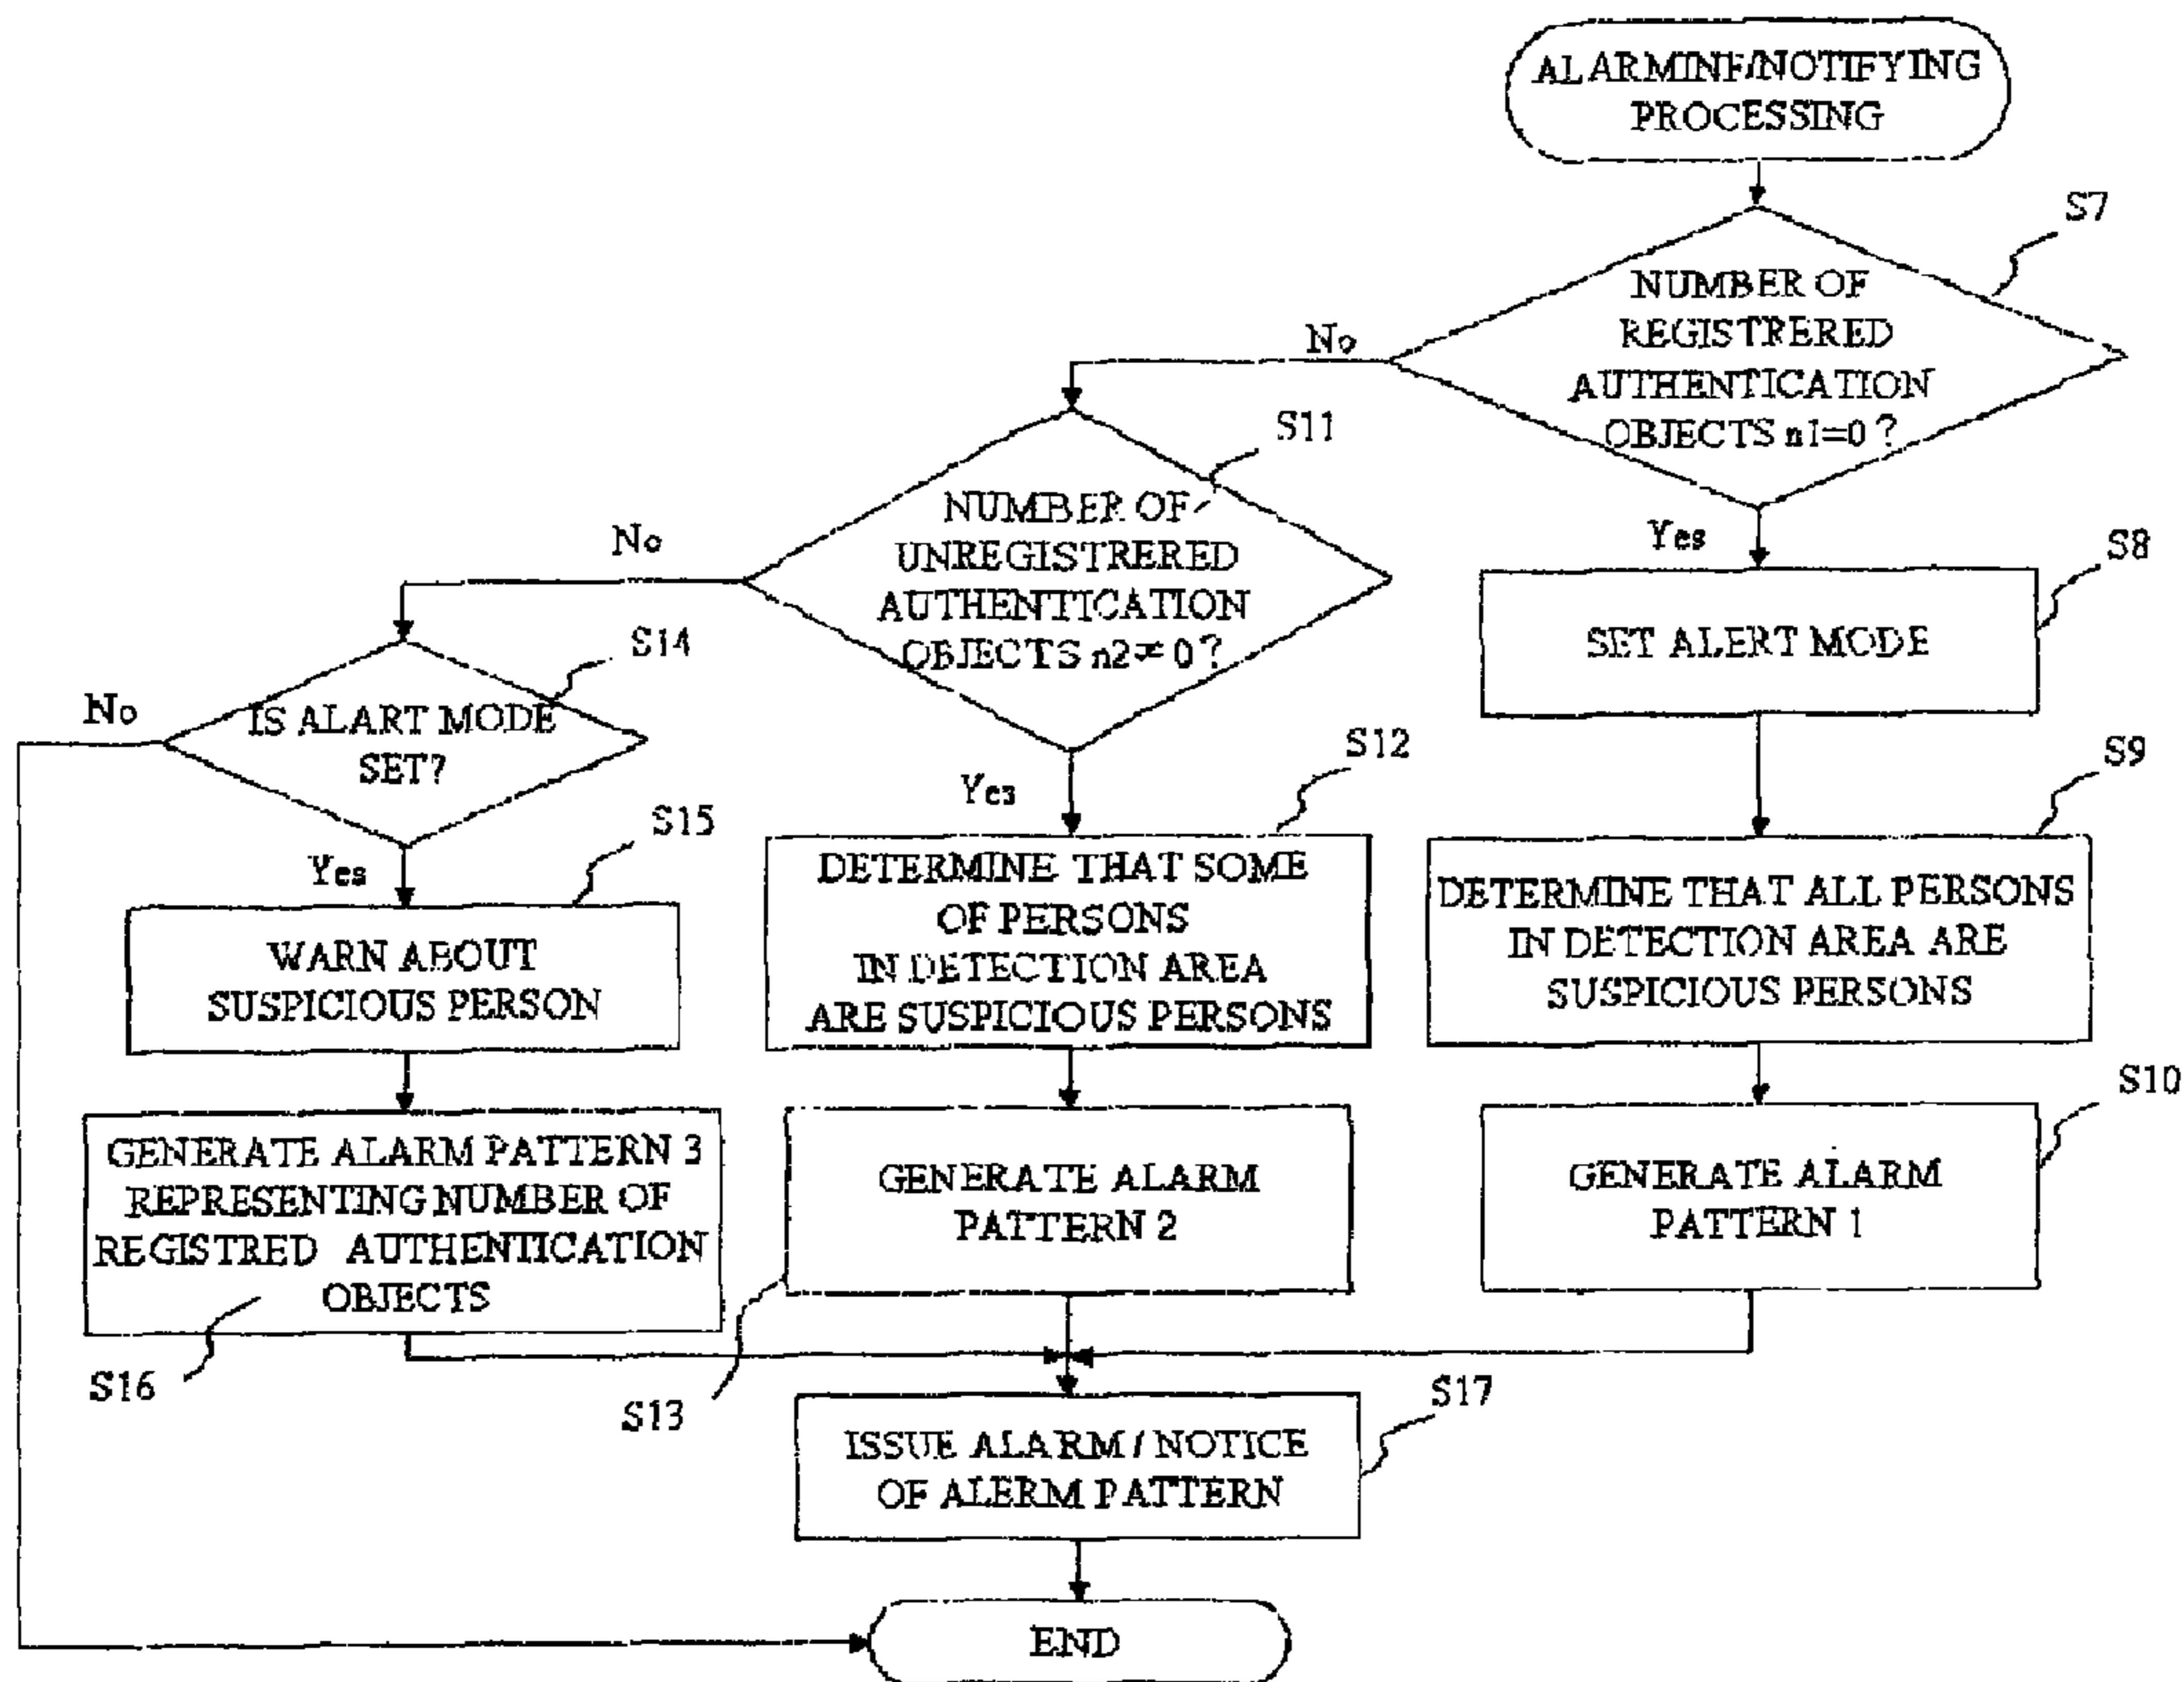 ALARMINF/NOTIFYING
PROCESSING
S7
NUMBER OF
REGISTRERED
AUTHENTICATION
OBJECTS n1=0 ?
No
Yes
S11
NUMBER OF
UNREGISTRERED
AUTHENTICATION
OBJECTS n2≠0 ?
No
Yes
S8
SET ALERT MODE
S14
IS ALART MODE
SET?
No
Yes
S12
DETERMINE THAT SOME
OF PERSONS
IN DETECTION AREA
ARE SUSPICIOUS PERSONS
S9
DETERMINE THAT ALL PERSONS
IN DETECTION AREA ARE
SUSPICIOUS PERSONS
S15
WARN ABOUT
SUSPICIOUS PERSON
S10
GENERATE ALARM PATTERN 3
REPRESENTING NUMBER OF
REGISTRED AUTHENTICATION
OBJECTS
S16
GENERATE ALARM
PATTERN 2
S13
GENERATE ALARM
PATTERN 1
S17
ISSUE ALARM / NOTICE
OF ALERM PATTERN
END